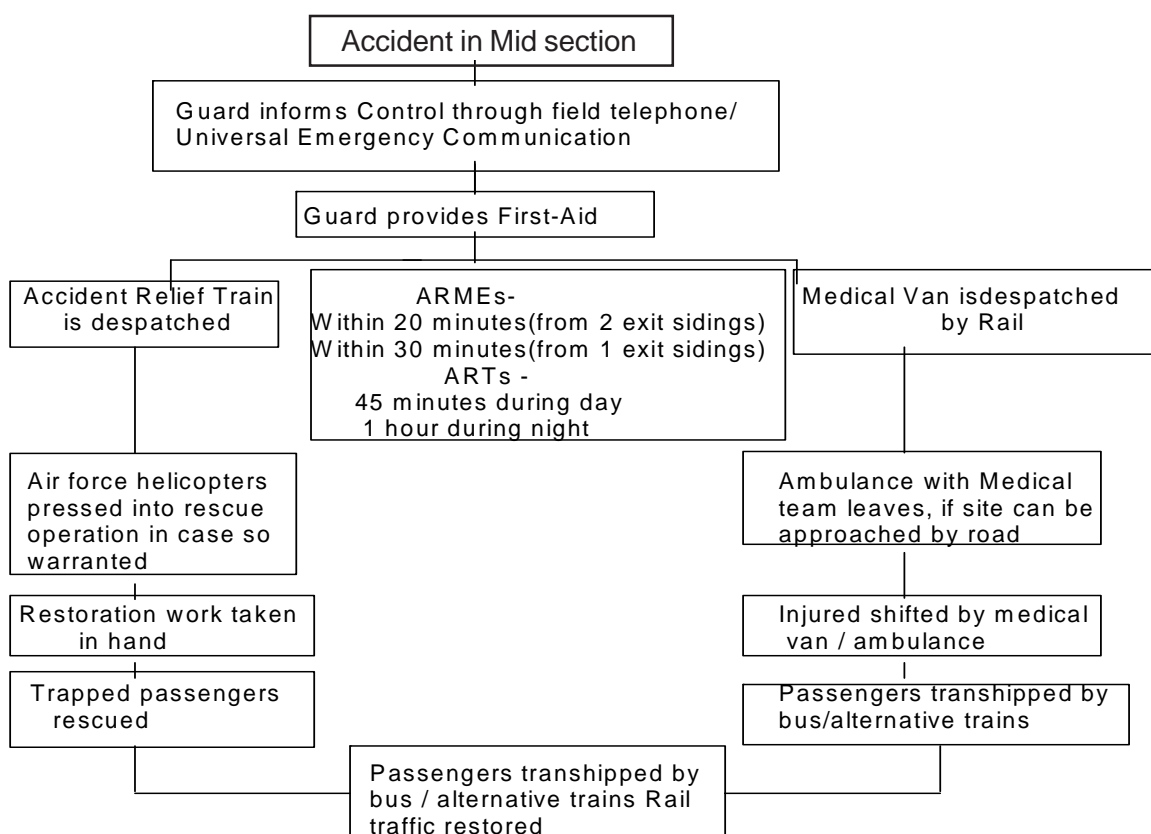 Accident in Mid section
Guard informs Control through field telephone/
Universal Emergency Communication
Guard provides First-Aid
Accident Relief Train
is despatched
ARMEs-
Within 20 minutes(from 2 exit sidings)
Within 30 minutes(from 1 exit sidings)
ARTs -
45 minutes during day
1 hour during night
Medical Van isdespatched
by Rail
Air force helicopters
pressed into rescue
operation in case so
warranted
Ambulance with Medical
team leaves, if site can be
approached by road
Restoration work taken
in hand
Injured shifted by medical
van / ambulance
Trapped passengers
rescued
Passengers transhipped by
bus/alternative trains
Passengers transhipped by
bus / alternative trains Rail
traffic restored